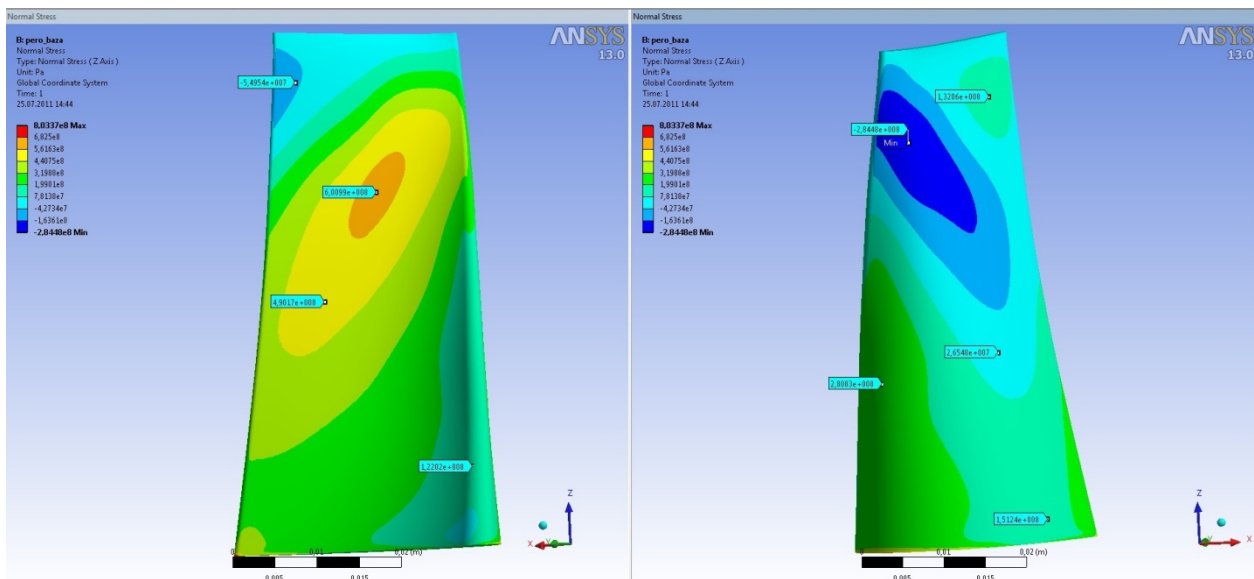 Normal Stress
B: pero_baza
Normal Stress
Type: Normal Stress ( Z Axis )
Unit: Pa
Global Coordinate System
Time: 1
25.07.2011 14:44
8,0337e8 Max
6,825e8
5,6163e8
4,4075e8
3,1988e8
1,9901e8
7,8138e7
-4,2734e7
-1,6361e8
-2,8448e8 Min
ANSYS
13.0
-5,4954e+007
6,0099e+008
4,9017e+008
1,2202e+008
0
0,01
0,02 (m)
0,005
0,015
Z
X
Y
Normal Stress
B: pero_baza
Normal Stress
Type: Normal Stress ( Z Axis )
Unit: Pa
Global Coordinate System
Time: 1
25.07.2011 14:44
8,0337e8 Max
6,825e8
5,6163e8
4,4075e8
3,1988e8
1,9901e8
7,8138e7
-4,2734e7
-1,6361e8
-2,8448e8 Min
ANSYS
13.0
1,3286e+008
-2,8448e+008
Min
2,6548e+007
2,0003e+008
1,5124e+008
0
0,01
0,02 (m)
0,005
0,015
Z
Y
X